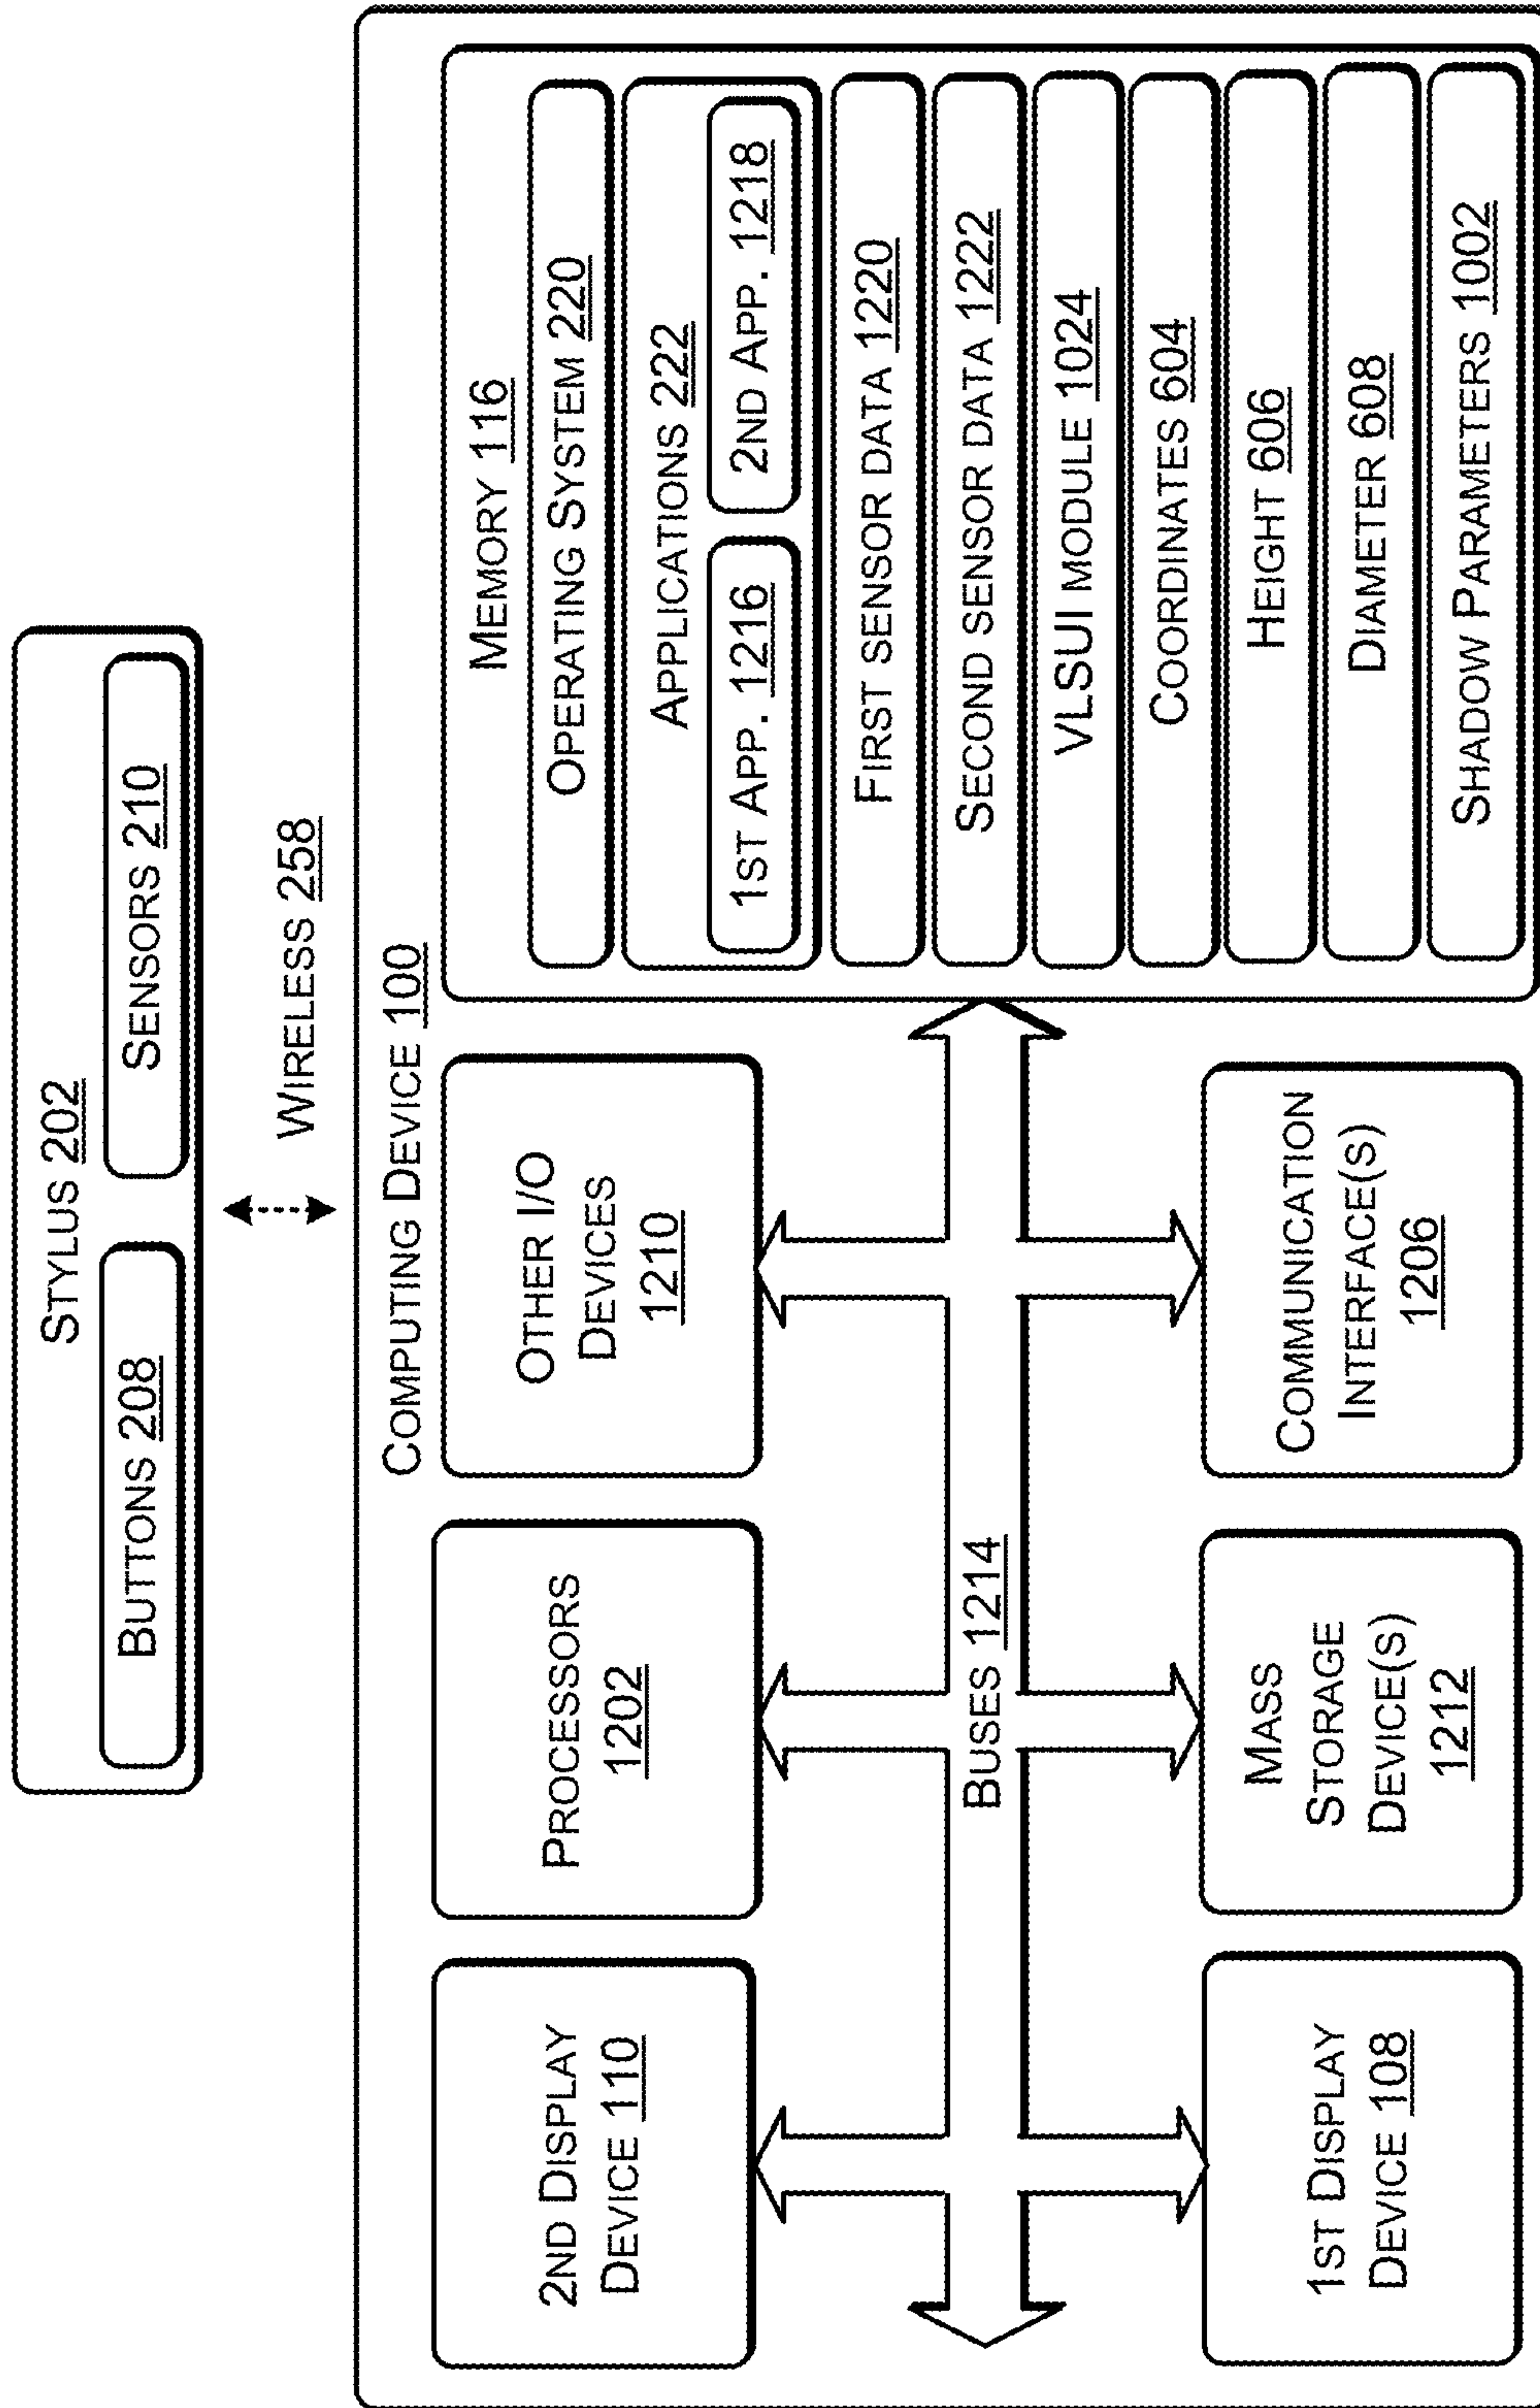 STYLUS 202
BUTTONS 208
SENSORS 210
WIRELESS 258
COMPUTING DEVICE 100
2ND DISPLAY
DEVICE 110
PROCESSORS
1202
OTHER I/O
DEVICES
1210
BUSES 1214
1ST DISPLAY
DEVICE 108
MASS
STORAGE
DEVICE(S)
1212
COMMUNICATION
INTERFACE(S)
1206
MEMORY 116
OPERATING SYSTEM 220
APPLICATIONS 222
1ST APP. 1216
2ND APP. 1218
FIRST SENSOR DATA 1220
SECOND SENSOR DATA 1222
VLSUI MODULE 1024
COORDINATES 604
HEIGHT 606
DIAMETER 608
SHADOW PARAMETERS 1002